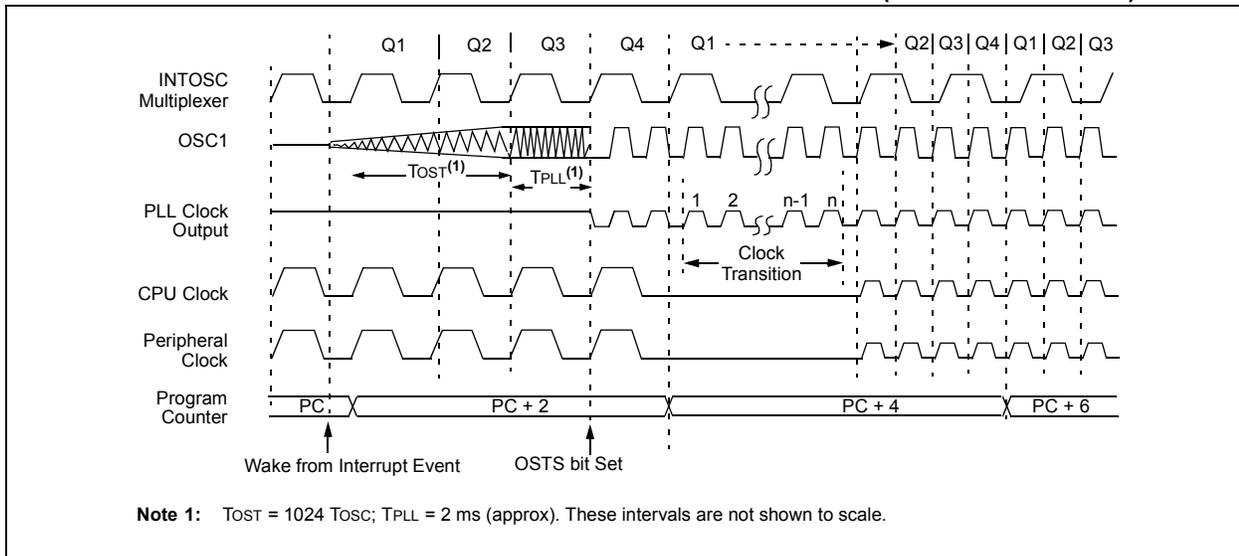 Q1 Q2 Q3 Q4 Q1 Q2 Q3 Q4 Q1 Q2 Q3
INTOSC
Multiplexer
OSC1
TOST(1)
TPLL(1)
PLL Clock
Output
1 2 n-1 n
Clock
Transition
CPU Clock
Peripheral
Clock
Program
Counter
PC PC + 2 PC + 4 PC + 6
Wake from Interrupt Event OSTS bit Set
Note 1: TOST = 1024 TOSC; TPLL = 2 ms (approx). These intervals are not shown to scale.